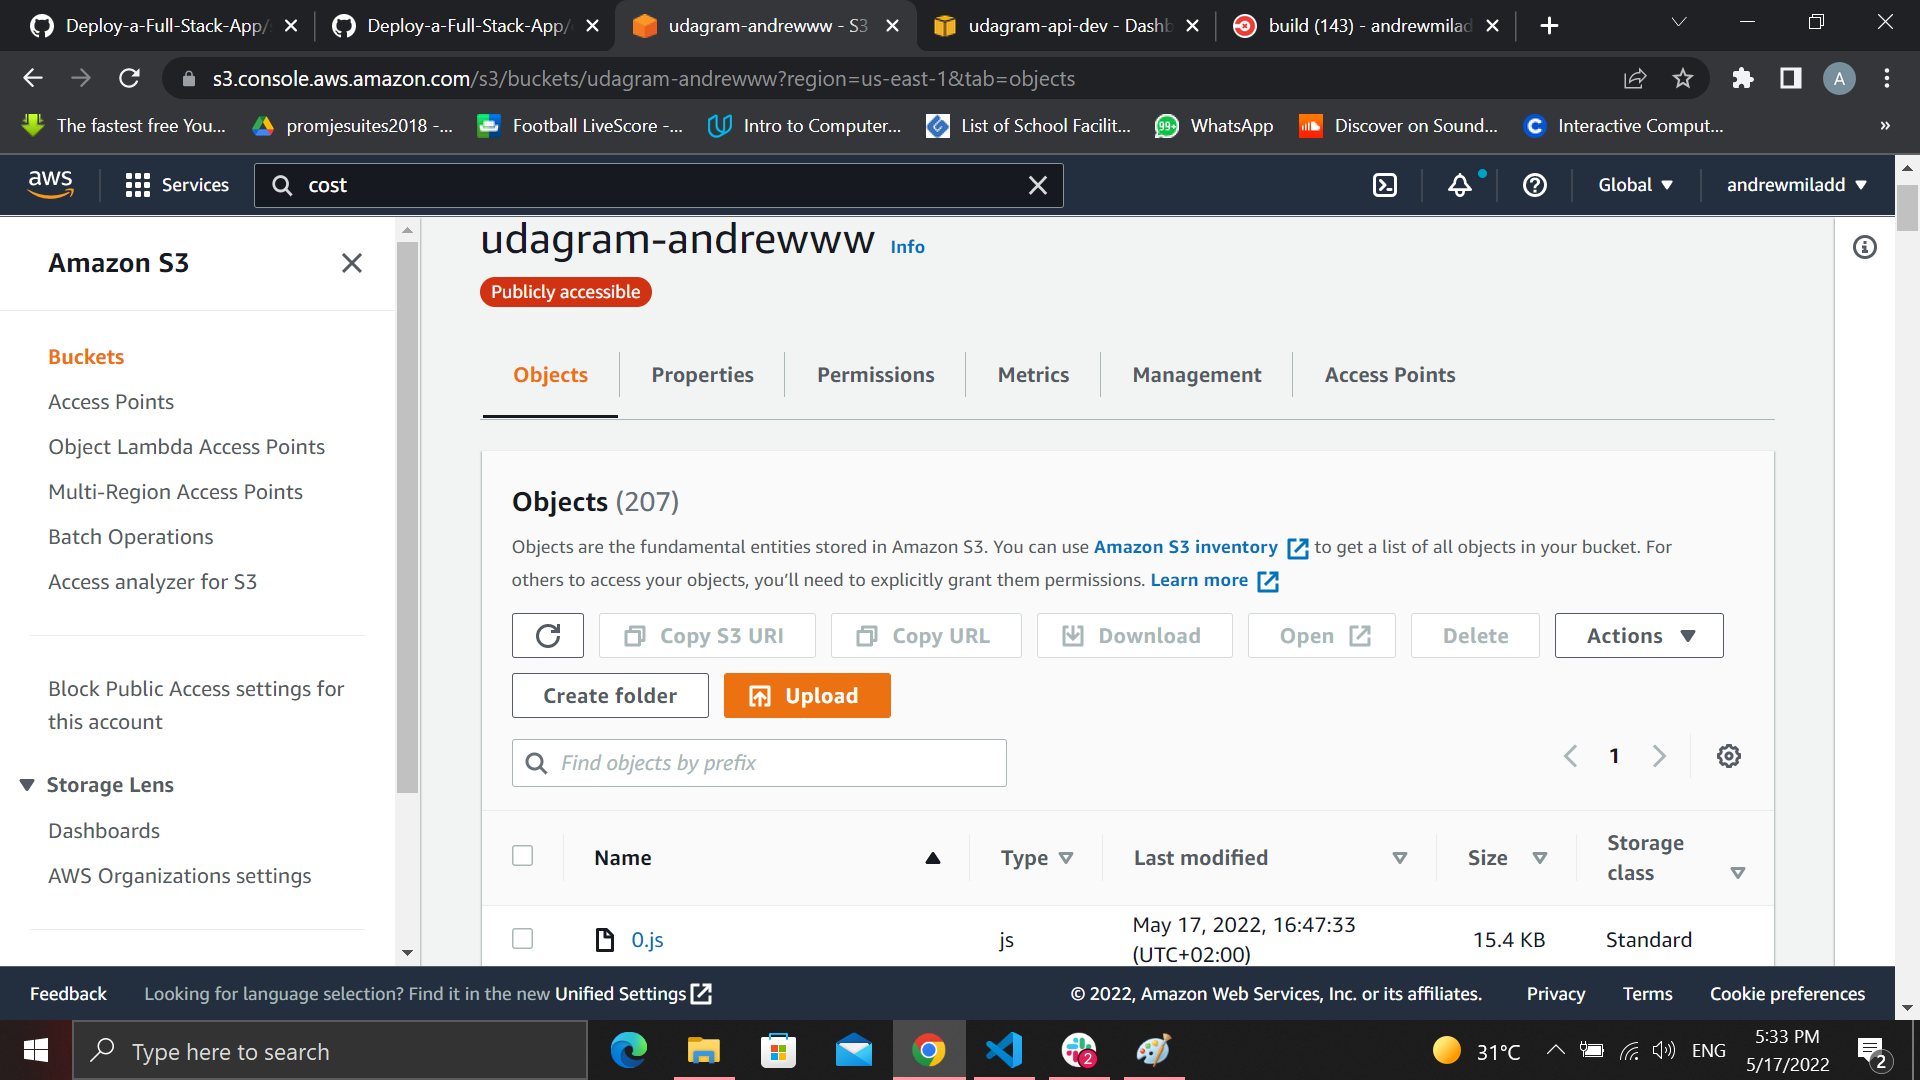 Deploy-a-Full-Stack-App/
Deploy-a-Full-Stack-App/
udagram-andrewww - S3
udagram-api-dev - Dashb
build (143) - andrewmilad
s3.console.aws.amazon.com/s3/buckets/udagram-andrewww?region=us-east-1&tab=objects
A
The fastest free You...
promjesuites2018 -...
Football LiveScore -...
Intro to Computer...
List of School Facilit...
99+
WhatsApp
Discover on Sound...
Interactive Comput...
»
aws
Services
cost
Global
andrewmiladd
Amazon S3
Buckets
Access Points
Object Lambda Access Points
Multi-Region Access Points
Batch Operations
Access analyzer for S3
Block Public Access settings for
this account
Storage Lens
Dashboards
AWS Organizations settings
udagram-andrewww Info
Publicly accessible
Objects
Properties
Permissions
Metrics
Management
Access Points
Objects (207)
Objects are the fundamental entities stored in Amazon S3. You can use Amazon S3 inventory to get a list of all objects in your bucket. For
others to access your objects, you'll need to explicitly grant them permissions. Learn more
Copy S3 URI
Copy URL
Download
Open
Delete
Actions
Create folder
Upload
Find objects by prefix
1
Name
Type
Last modified
Size
Storage
class
0.js
js
May 17, 2022, 16:47:33
(UTC+02:00)
15.4 KB
Standard
Feedback
Looking for language selection? Find it in the new Unified Settings
© 2022, Amazon Web Services, Inc. or its affiliates.
Privacy
Terms
Cookie preferences
Type here to search
2
31°C
ENG
5:33 PM
5/17/2022
2